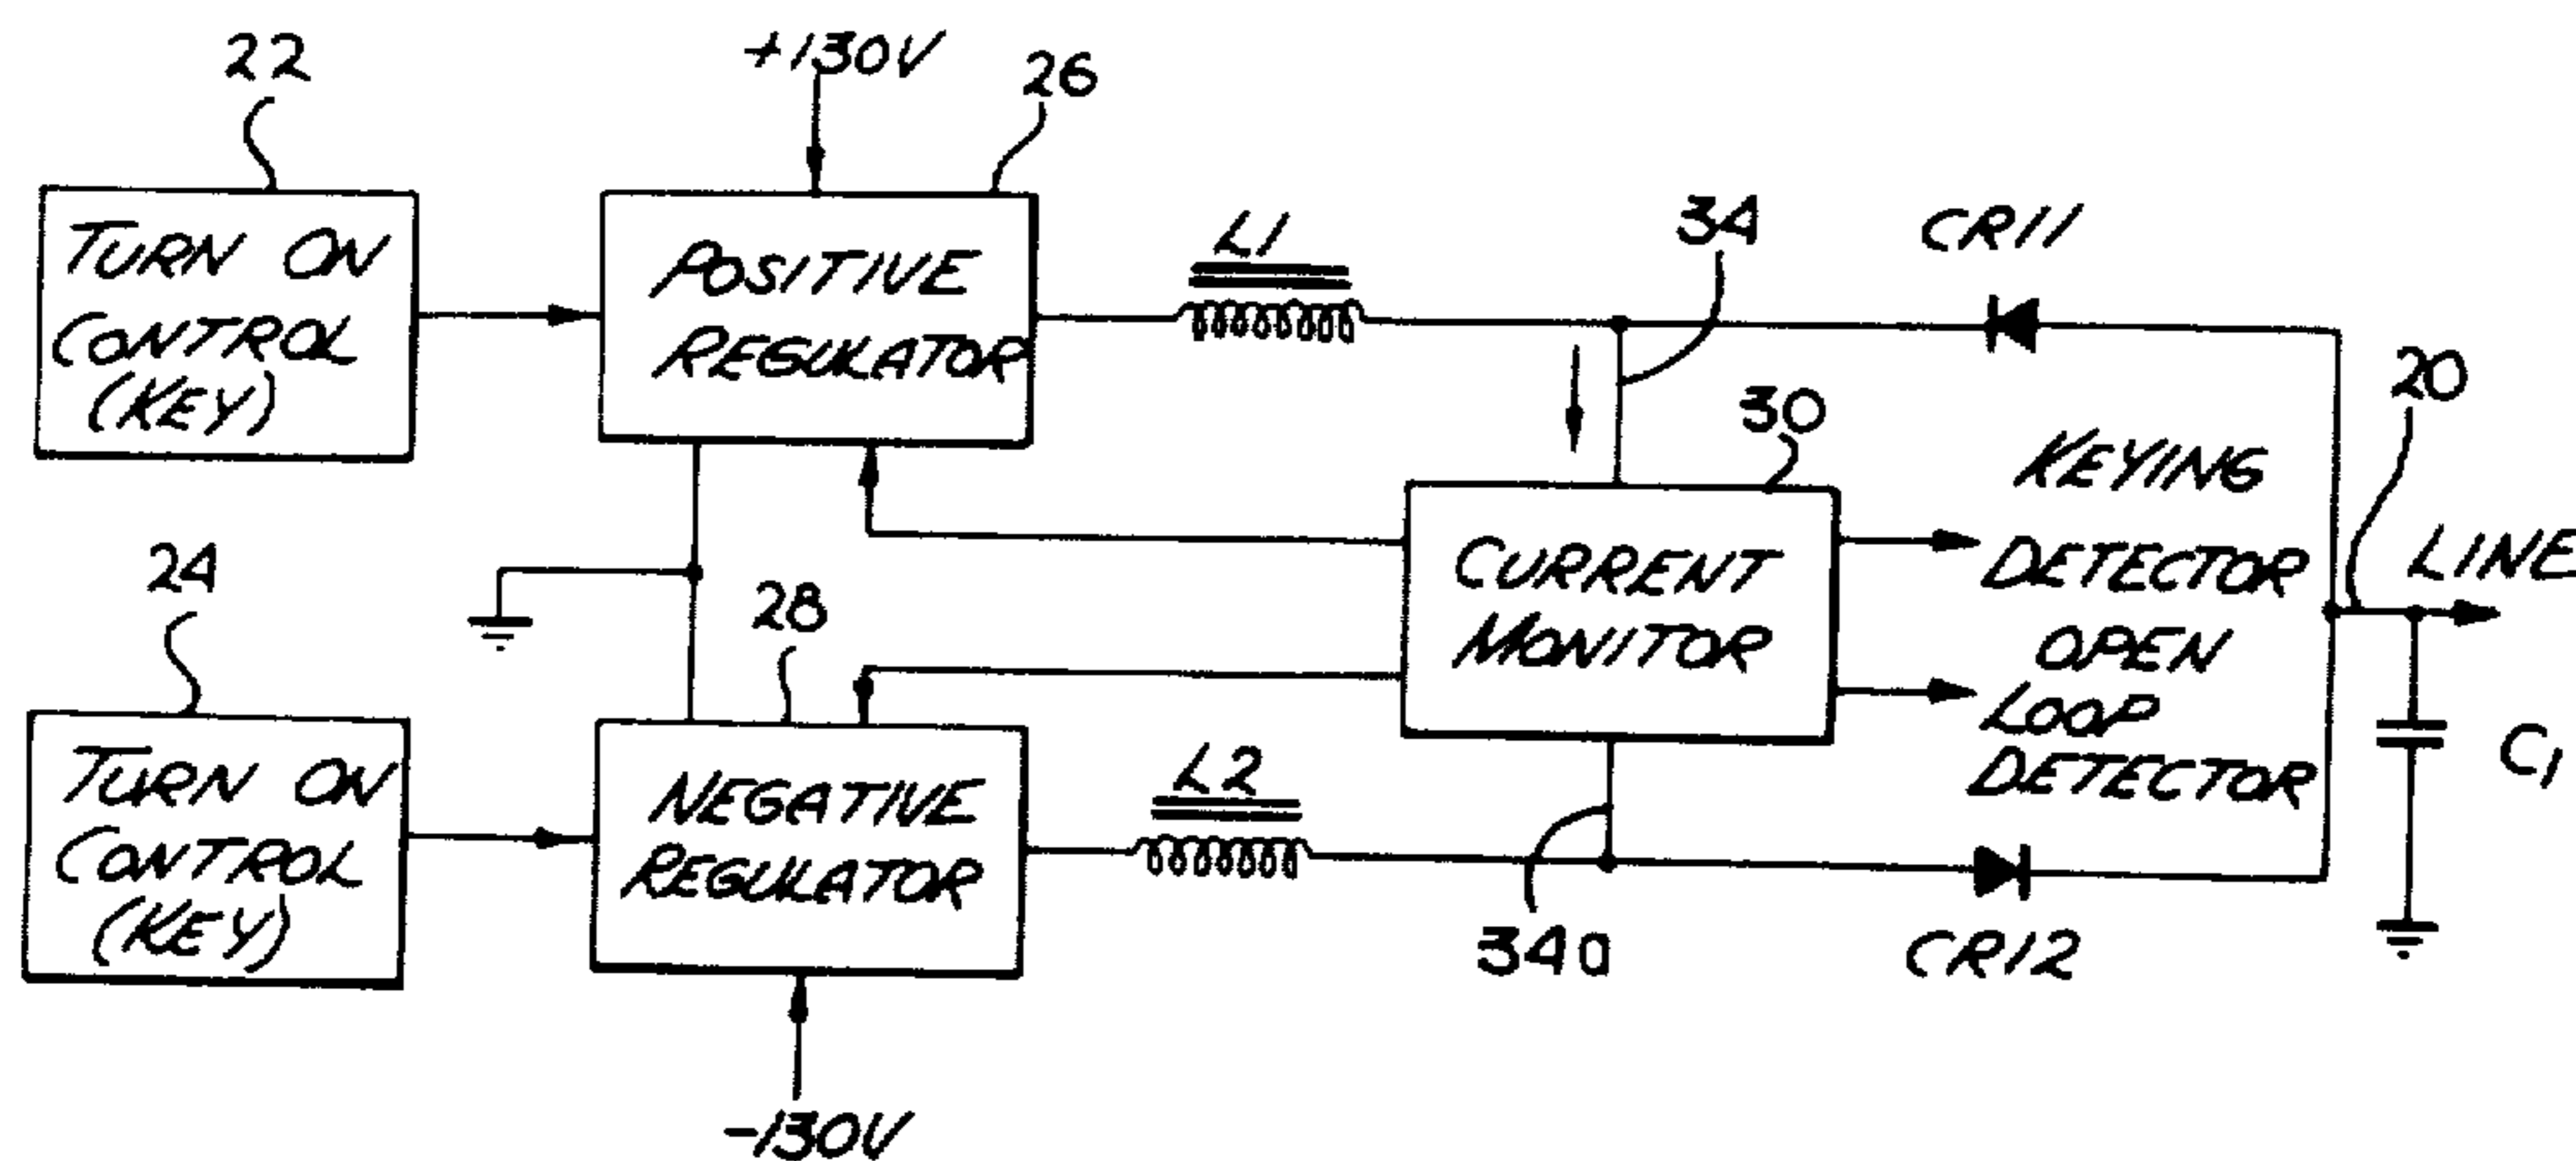 22
+130V
26
TURN ON
CONTROL
(KEY)
POSITIVE
REGULATOR
L1
34
CR11
20
30
KEYING
DETECTOR
LINE
CURRENT
MONITOR
OPEN
LOOP
DETECTOR
C1
24
28
TURN ON
CONTROL
(KEY)
NEGATIVE
REGULATOR
L2
34a
CR12
-130V